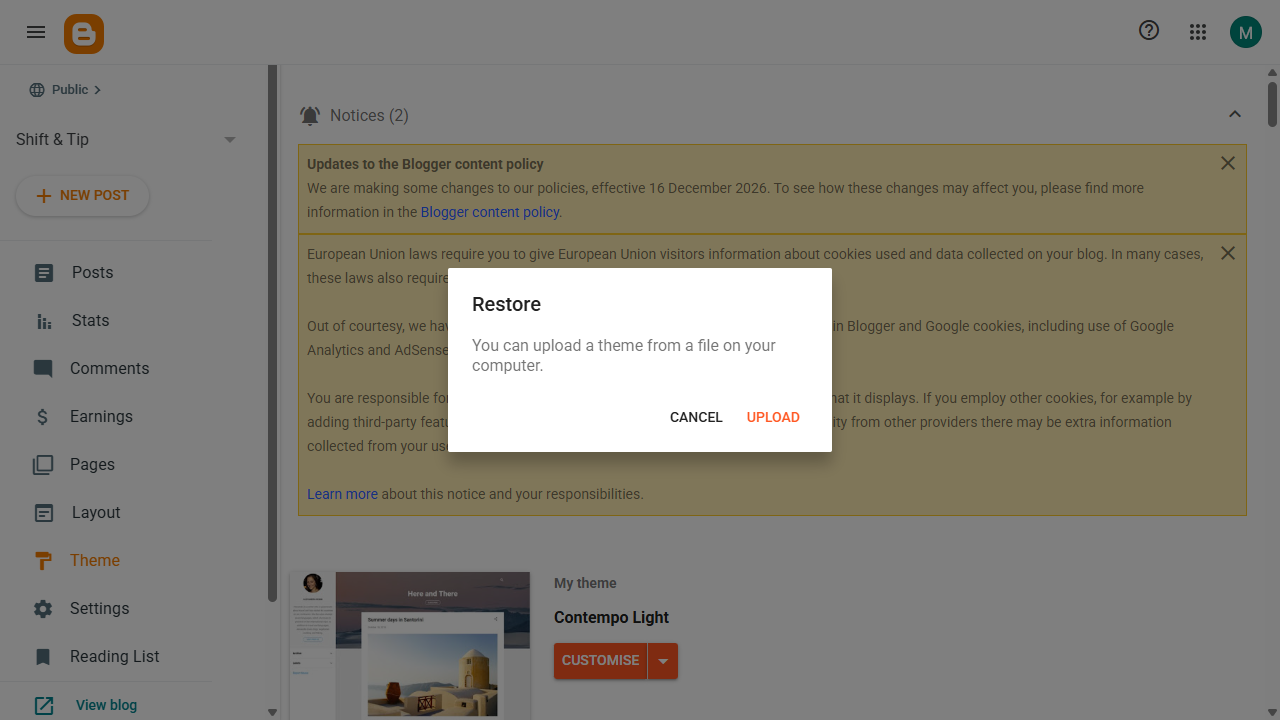 M
Public
Shift & Tip
NEW POST
Posts
Stats
Comments
Earnings
Pages
Layout
Theme
Settings
Reading List
View blog
Notices (2)
Updates to the Blogger content policy
We are making some changes to our policies, effective 16 December 2026. To see how these changes may affect you, please find more
information in the Blogger content policy.
European Union laws require you to give European Union visitors information about cookies used and data collected on your blog. In many cases,
these laws also require
Out of courtesy, we in Blogger and Google cookies, including use of Google
Analytics and AdSense
You are responsible it displays. If you employ other cookies, for example by
adding third-party from other providers there may be extra information
collected from your
Learn more about this notice and your responsibilities.
Restore
You can upload a theme from a file on your
computer.
CANCEL UPLOAD
Here and There
Summer days in Santorini
My theme
Contempo Light
CUSTOMISE